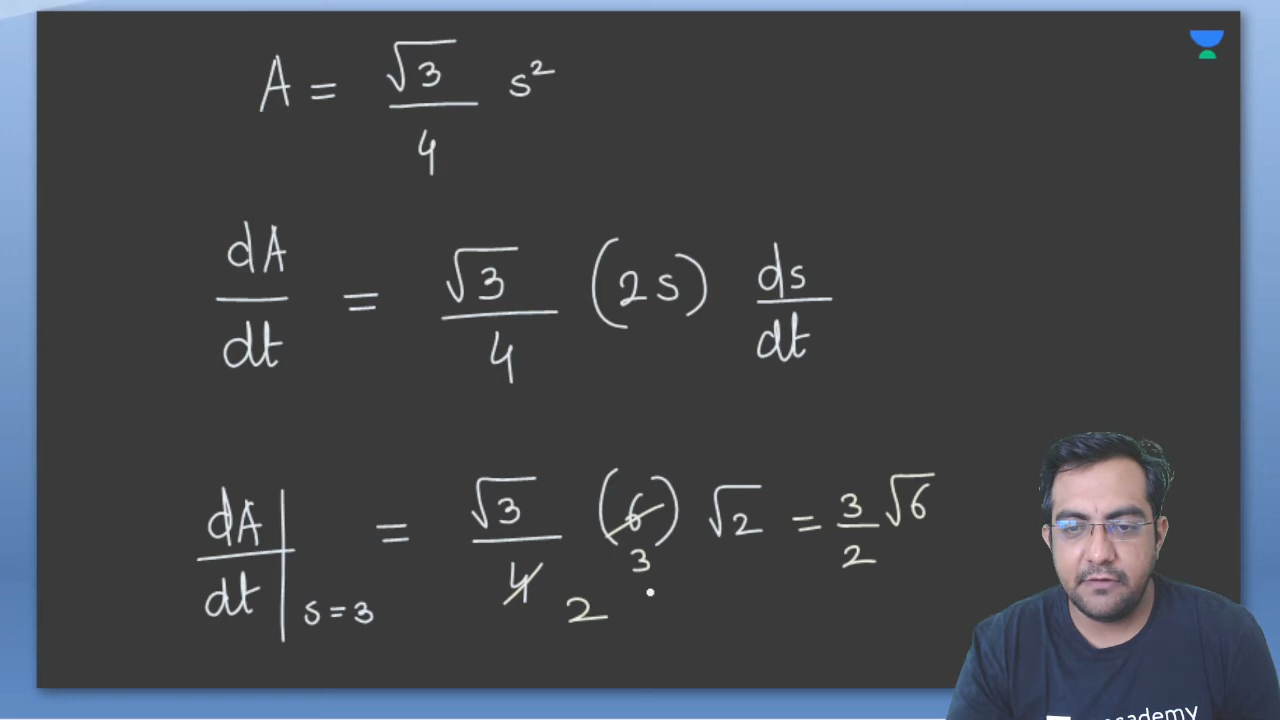 A = √3/4 s²
dA/dt = √3/4 (2s) ds/dt
dA/dt | s=3 = √3/4 (6) √2 = 3/2 √6
2 3
cademy